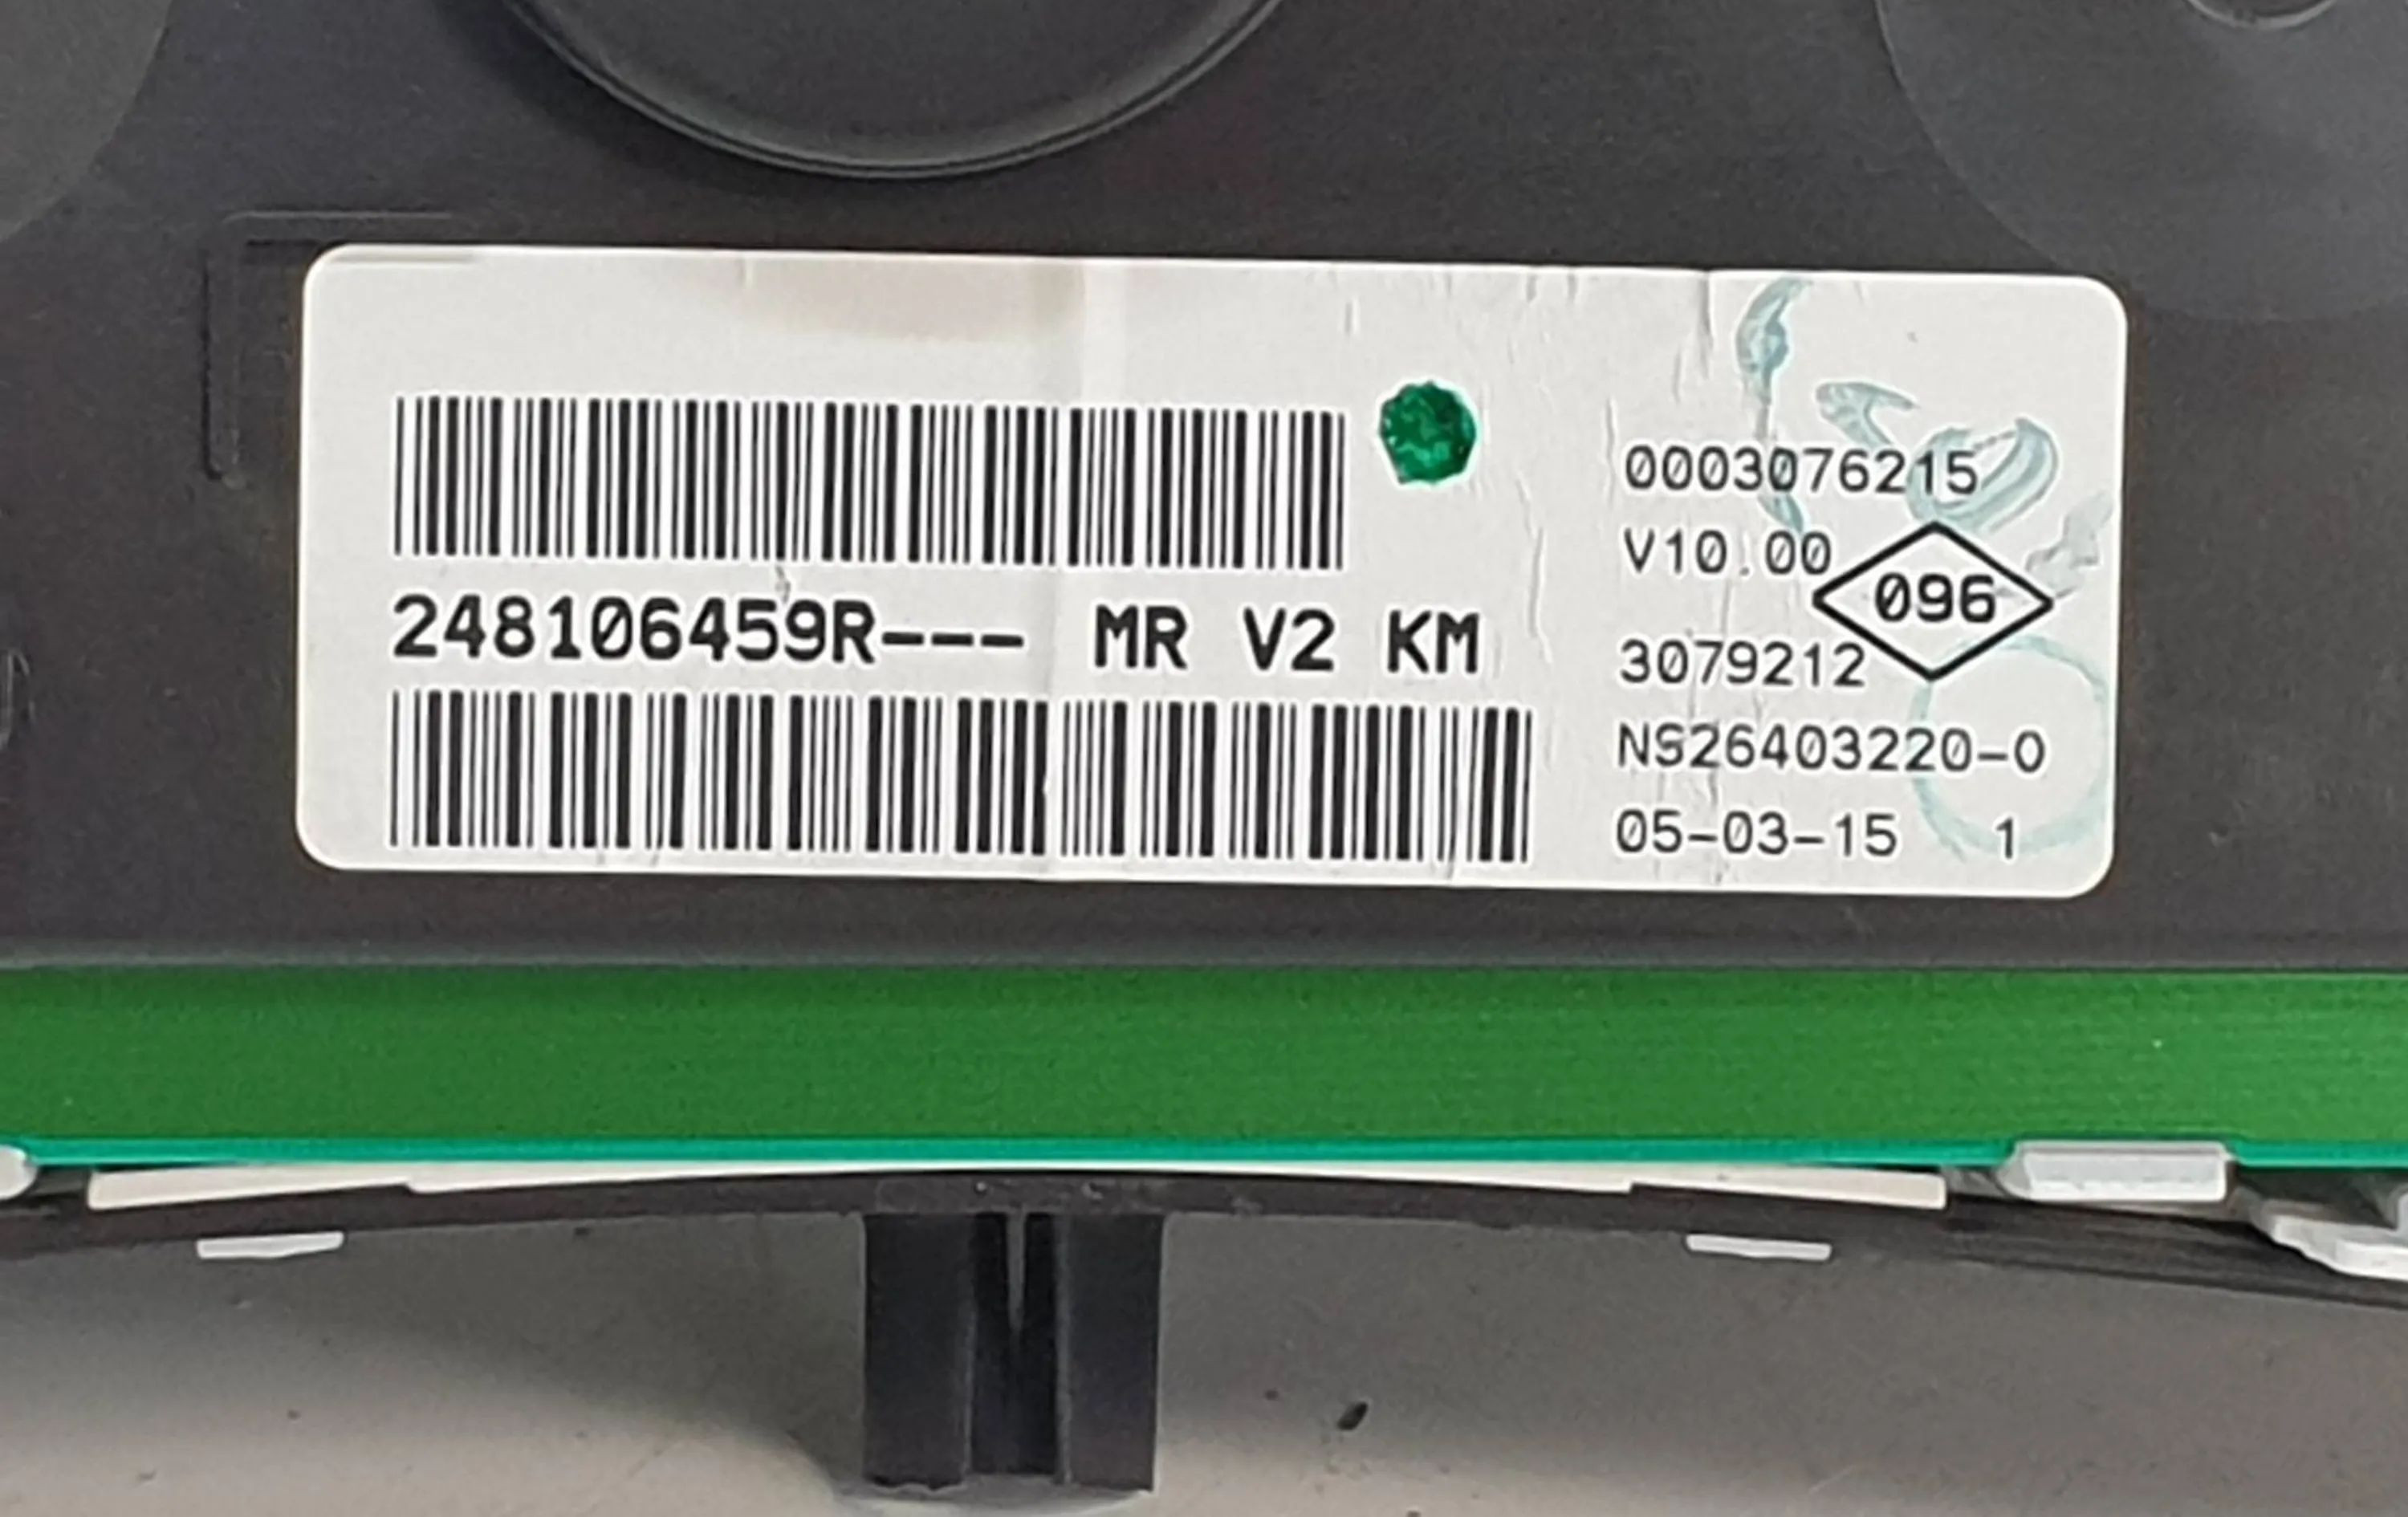 248106459R--- MR V2 KM
0003076215
V10.00
096
3079212
NS26403220-0
05-03-15 1